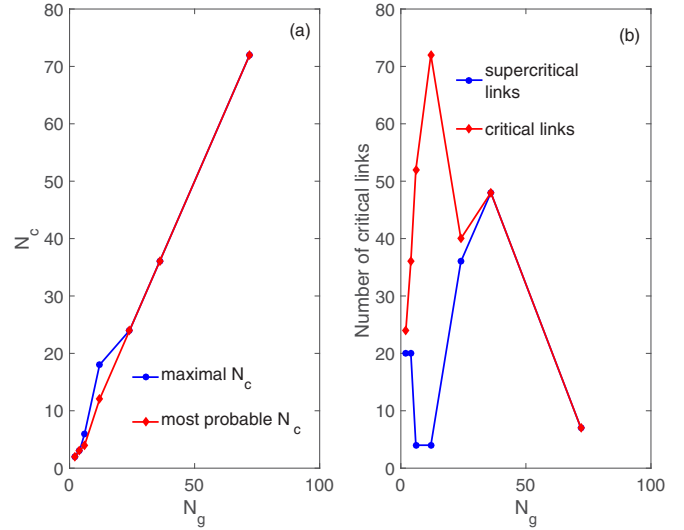 (a)
80
70
60
50
40
30
20
10
0
N_c
maximal N_c
most probable N_c
0
50
100
N_g
(b)
80
70
60
50
40
30
20
10
0
Number of critical links
supercritical
links
critical links
0
50
100
N_g